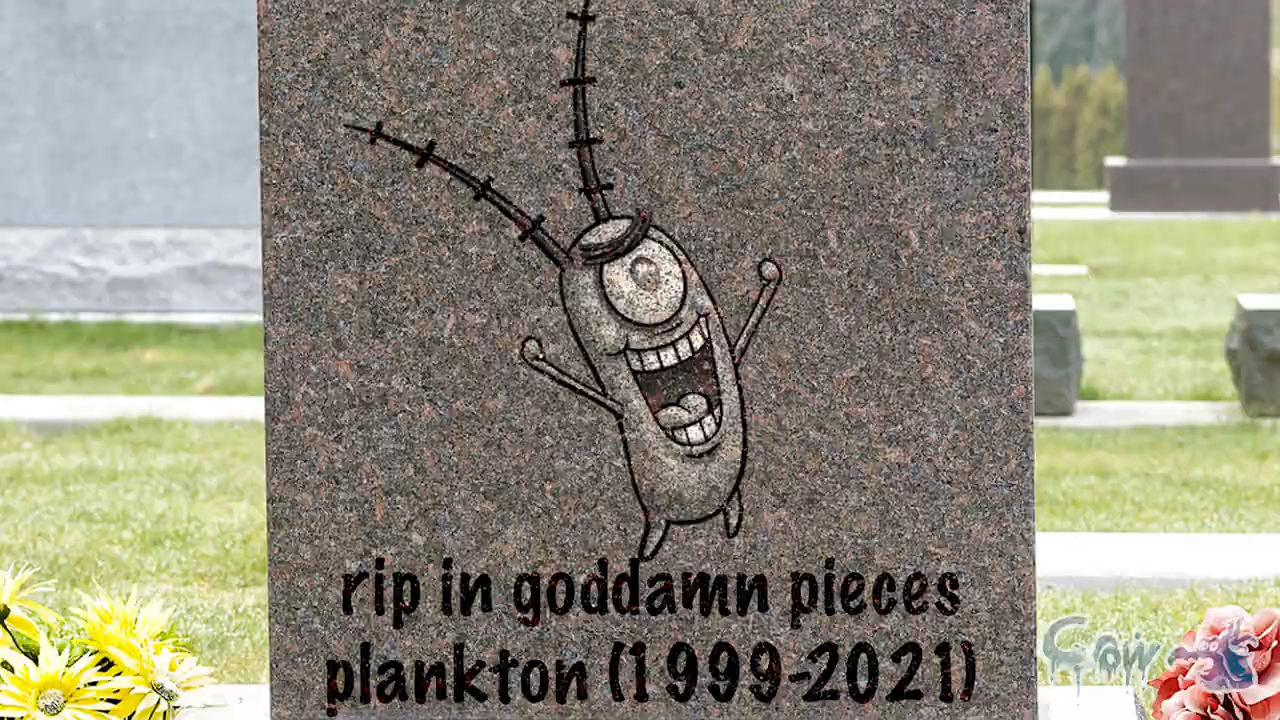 rip in goddamn pieces
plankton (1999-2021)